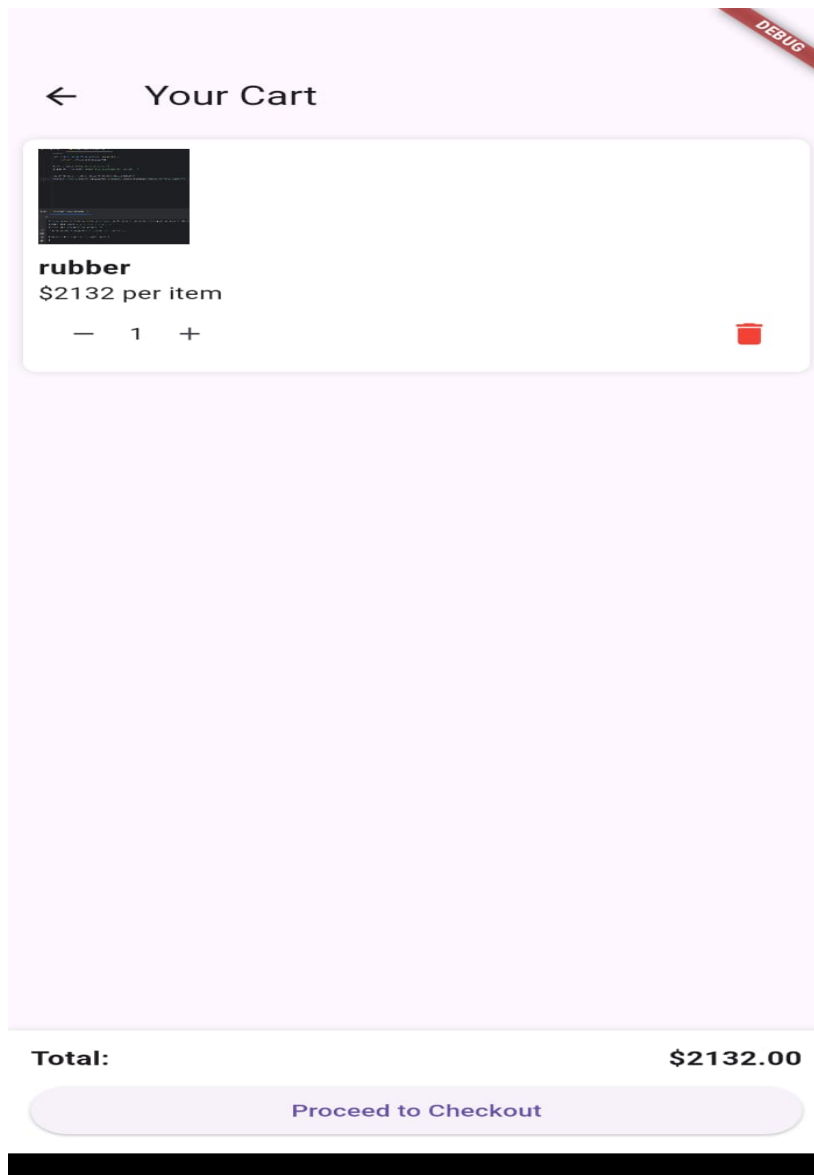 DEBUG
Your Cart
rubber
$2132 per item
1
Total:
$2132.00
Proceed to Checkout